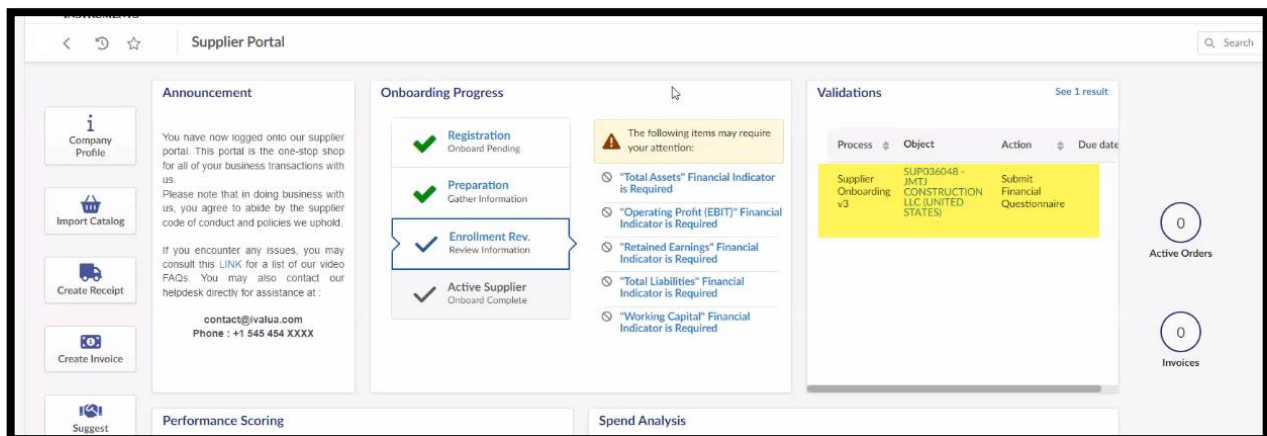 INSTRUMENTS
Supplier Portal
Search
Company
Profile
Import Catalog
Create Receipt
Create Invoice
Suggest
Announcement
You have now logged onto our supplier
portal. This portal is the one-stop shop
for all of your business transactions with
us.
Please note that in doing business with
us, you agree to abide by the supplier
code of conduct and policies we uphold.
If you encounter any issues, you may
consult this LINK for a list of our video
FAQs. You may also contact our
helpdesk directly for assistance at :
contact@ivalua.com
Phone : +1 545 454 XXXX
Onboarding Progress
Registration
Onboard Pending
Preparation
Gather Information
Enrollment Rev.
Review Information
Active Supplier
Onboard Complete
The following items may require
your attention:
"Total Assets" Financial Indicator
is Required
"Operating Profit (EBIT)" Financial
Indicator is Required
"Retained Earnings" Financial
Indicator is Required
"Total Liabilities" Financial
Indicator is Required
"Working Capital" Financial
Indicator is Required
Validations
See 1 result
Process Object Action Due date
Supplier
Onboarding
v3
SUP036048 -
JMTJ
CONSTRUCTION
LLC (UNITED
STATES)
Submit
Financial
Questionnaire
0
Active Orders
0
Invoices
Performance Scoring
Spend Analysis